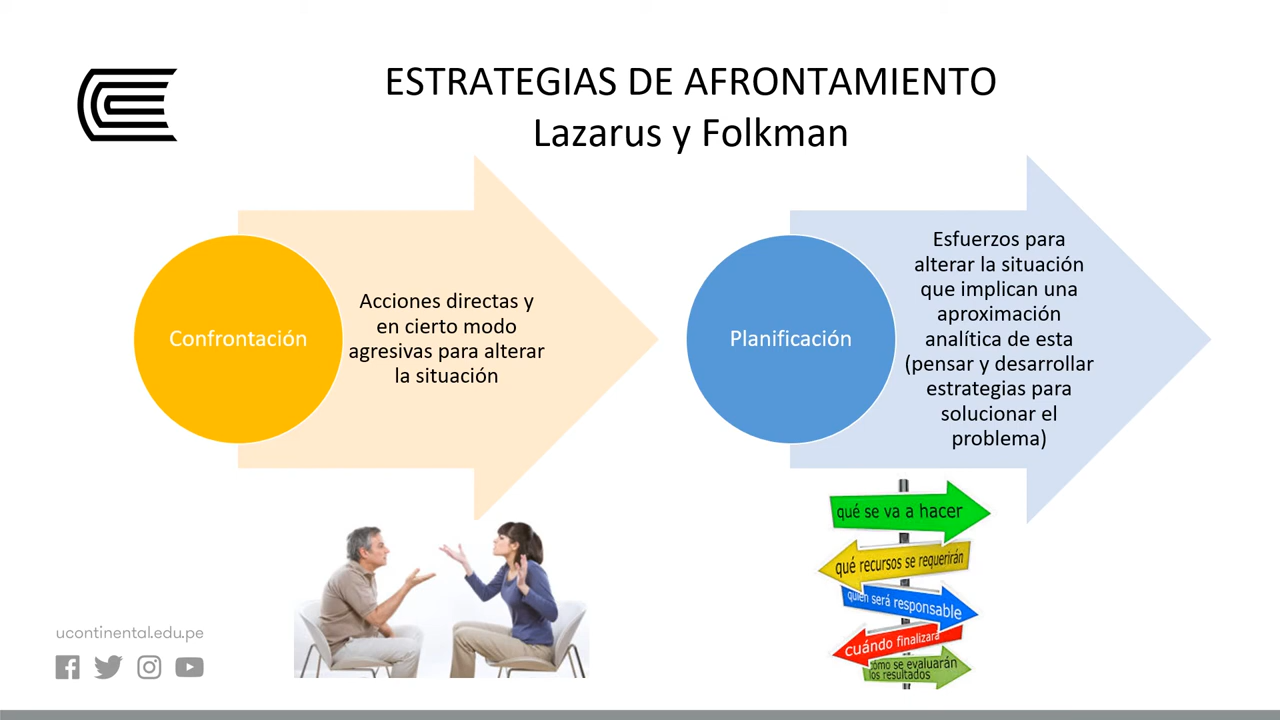 ESTRATEGIAS DE AFRONTAMIENTO
Lazarus y Folkman
Confrontación
Acciones directas y
en cierto modo
agresivas para alterar
la situación
Planificación
Esfuerzos para
alterar la situación
que implican una
aproximación
analítica de esta
(pensar y desarrollar
estrategias para
solucionar el
problema)
qué se va a hacer
qué recursos se requerirán
quién será responsable
cuándo finalizará
cómo se evaluarán
los resultados
ucontinental.edu.pe